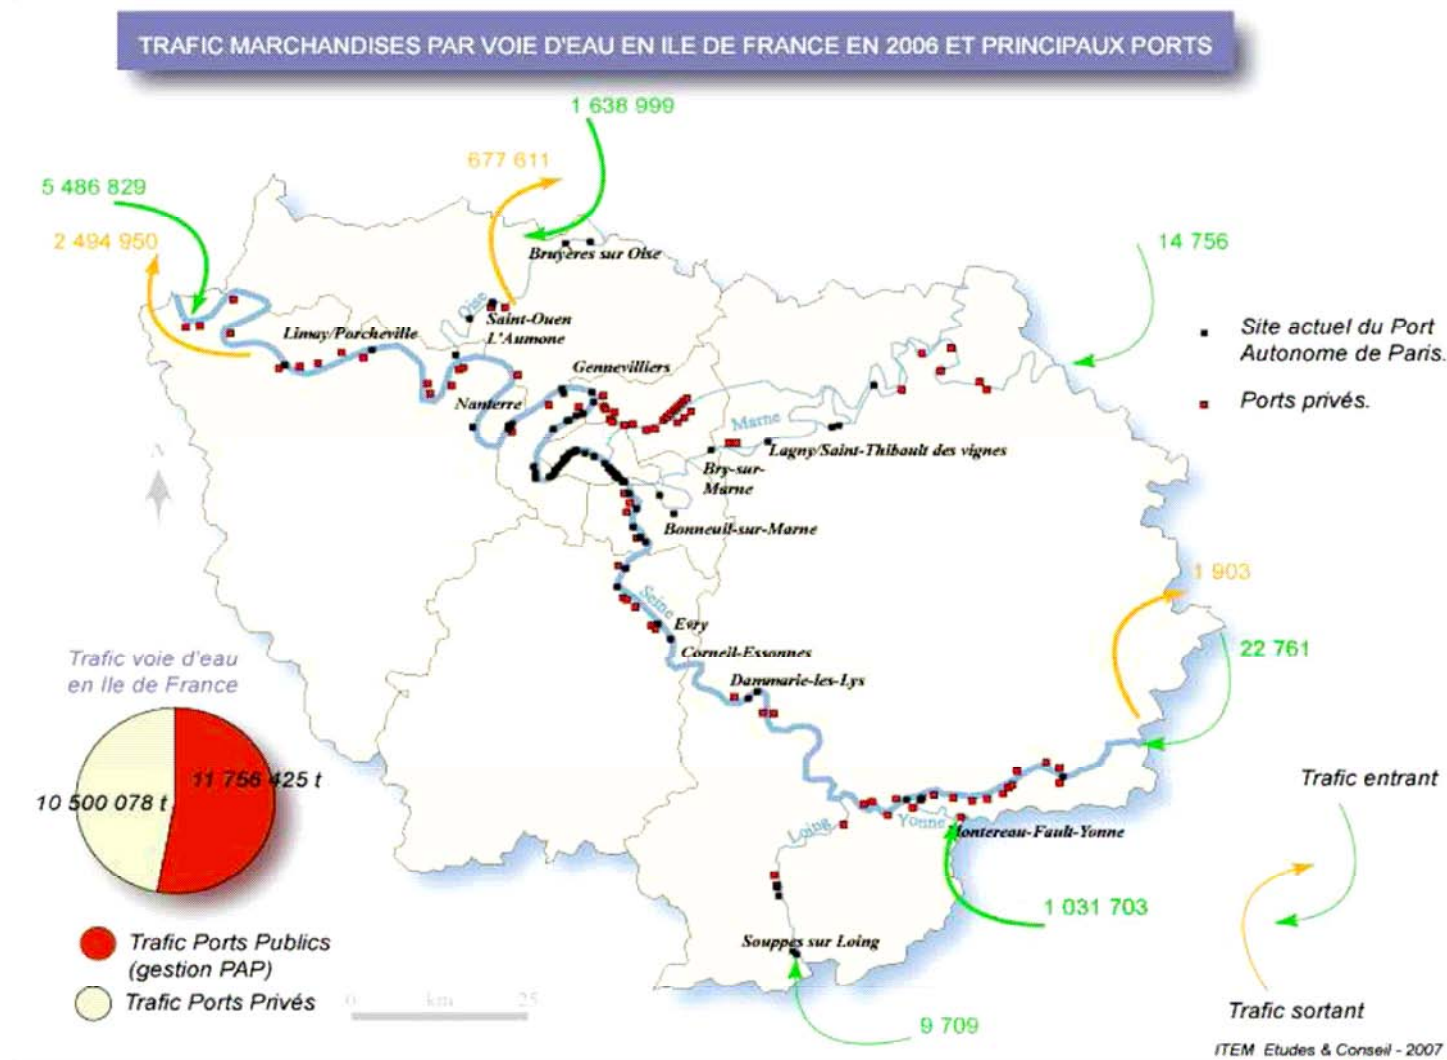 TRAFIC MARCHANDISES PAR VOIE D'EAU EN ILE DE FRANCE EN 2006 ET PRINCIPAUX PORTS
1 638 999
677 611
5 486 829
2 494 950
14 756
Bruyères sur Oise
Oise
Saint-Ouen
L'Aumone
Limay/Porcheville
Gennevilliers
Nanterre
Marne
Lagny/Saint-Thibault des vignes
Bry-sur-
Marne
Bonneuil-sur-Marne
Site actuel du Port
Autonome de Paris.
Ports privés.
N
1 903
22 761
Seine
Evry
Corneil-Essonnes
Dammarie-les-Lys
Trafic voie d'eau
en Ile de France
11 756 425 t
10 500 078 t
Trafic Ports Publics
(gestion PAP)
Trafic Ports Privés
Loing
Yonne
Montereau-Fault-Yonne
1 031 703
Souppes sur Loing
9 709
0 km 25
Trafic entrant
Trafic sortant
ITEM Etudes & Conseil - 2007